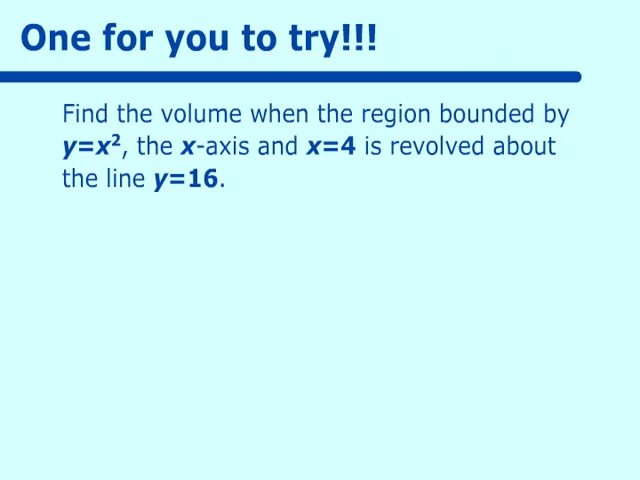 One for you to try!!!
Find the volume when the region bounded by
y=x², the x-axis and x=4 is revolved about
the line y=16.